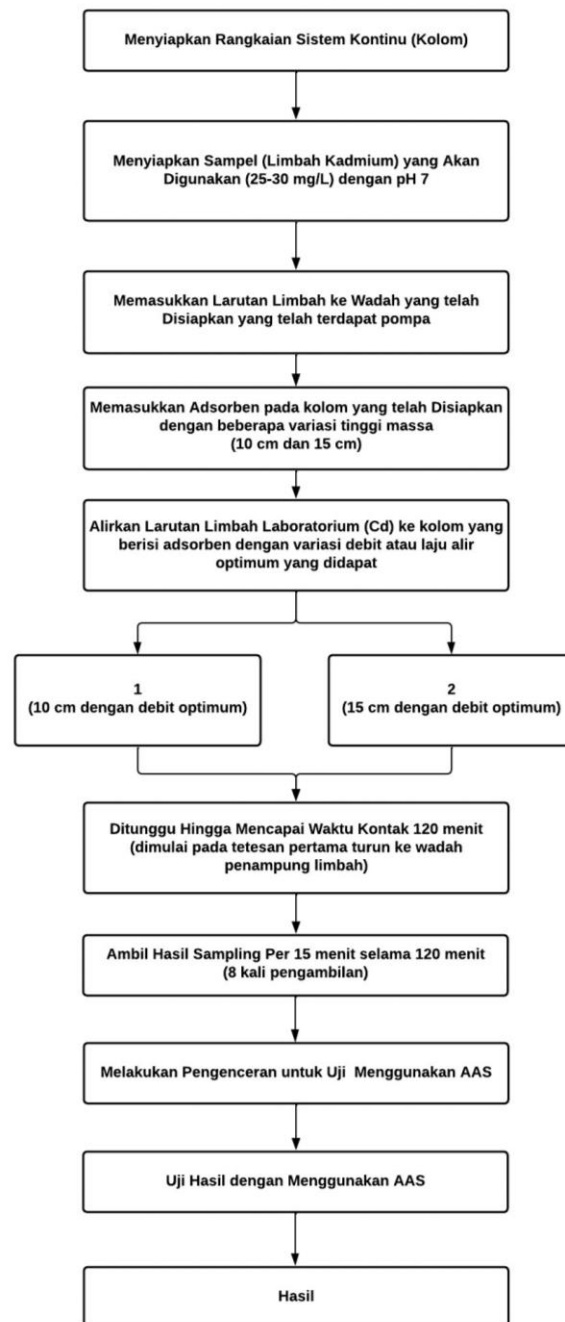 Menyiapkan Rangkaian Sistem Kontinu (Kolom)
Menyiapkan Sampel (Limbah Kadmium) yang Akan
Digunakan (25-30 mg/L) dengan pH 7
Memasukkan Larutan Limbah ke Wadah yang telah
Disiapkan yang telah terdapat pompa
Memasukkan Adsorben pada kolom yang telah Disiapkan
dengan beberapa variasi tinggi massa
(10 cm dan 15 cm)
Alirkan Larutan Limbah Laboratorium (Cd) ke kolom yang
berisi adsorben dengan variasi debit atau laju alir
optimum yang didapat
1
(10 cm dengan debit optimum)
2
(15 cm dengan debit optimum)
Ditunggu Hingga Mencapai Waktu Kontak 120 menit
(dimulai pada tetesan pertama turun ke wadah
penampung limbah)
Ambil Hasil Sampling Per 15 menit selama 120 menit
(8 kali pengambilan)
Melakukan Pengenceran untuk Uji Menggunakan AAS
Uji Hasil dengan Menggunakan AAS
Hasil